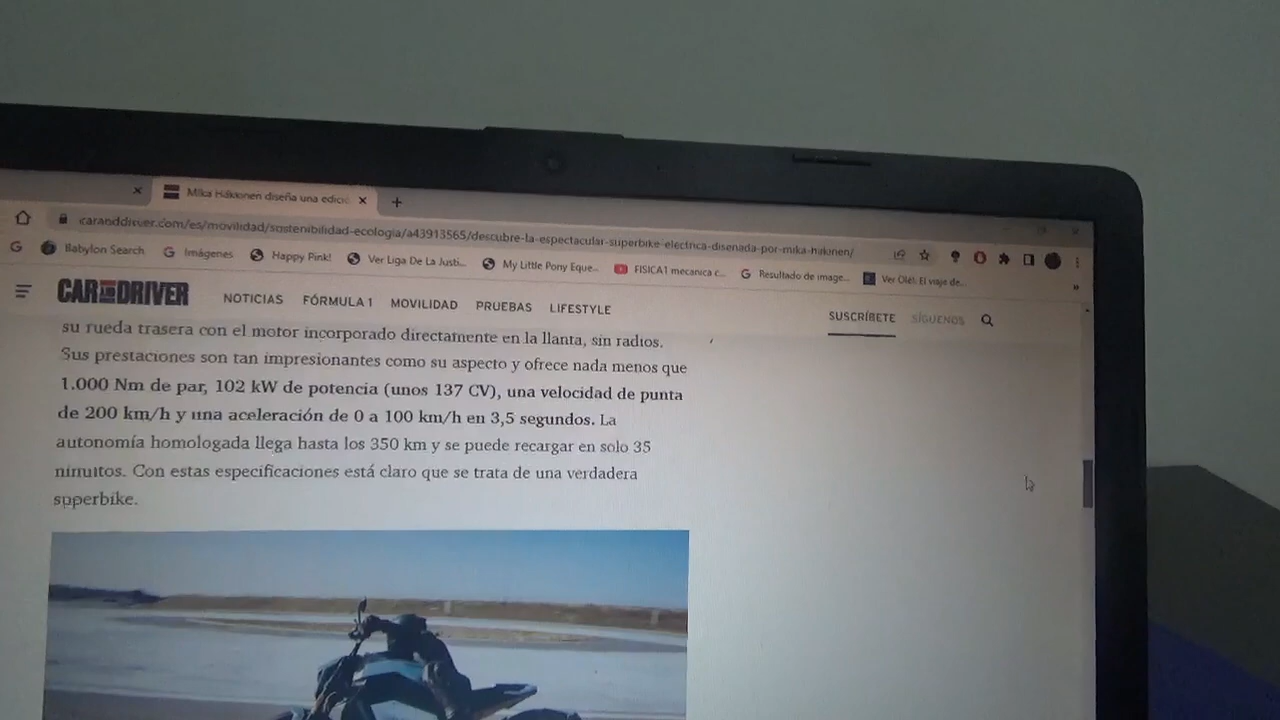 Mika Häkkinen diseña una edició
caranddriver.com/es/movilidad/sostenibilidad-ecologia/a43913565/descubre-la-espectacular-superbike-electrica-disenada-por-mika-hakinen/
Babylon Search
Imágenes
Happy Pink!
Ver Liga De La Justi...
My Little Pony Eque...
FISICA1 mecanica c...
Resultado de image...
Ver Olé!. El viaje de...
»
CAR AND DRIVER
NOTICIAS FÓRMULA 1 MOVILIDAD PRUEBAS LIFESTYLE
SUSCRÍBETE SÍGUENOS
su rueda trasera con el motor incorporado directamente en la llanta, sin radios.
Sus prestaciones son tan impresionantes como su aspecto y ofrece nada menos que
1.000 Nm de par, 102 kW de potencia (unos 137 CV), una velocidad de punta
de 200 km/h y una aceleración de 0 a 100 km/h en 3,5 segundos. La
autonomía homologada llega hasta los 350 km y se puede recargar en solo 35
minutos. Con estas especificaciones está claro que se trata de una verdadera
superbike.